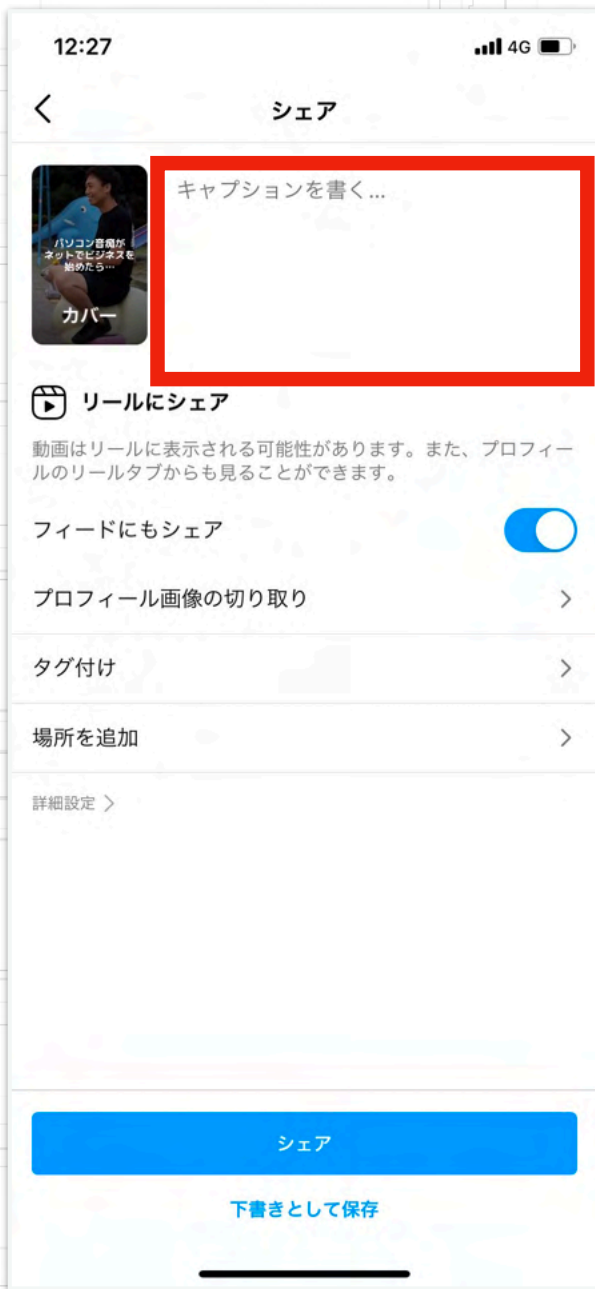 12:27
4G
シェア
キャプションを書く...
パソコン音痴が
ネットでビジネスを
始めたら…
カバー
リールにシェア
動画はリールに表示される可能性があります。また、プロフィー
ルのリールタブからも見ることができます。
フィードにもシェア
プロフィール画像の切り取り
タグ付け
場所を追加
詳細設定
シェア
下書きとして保存